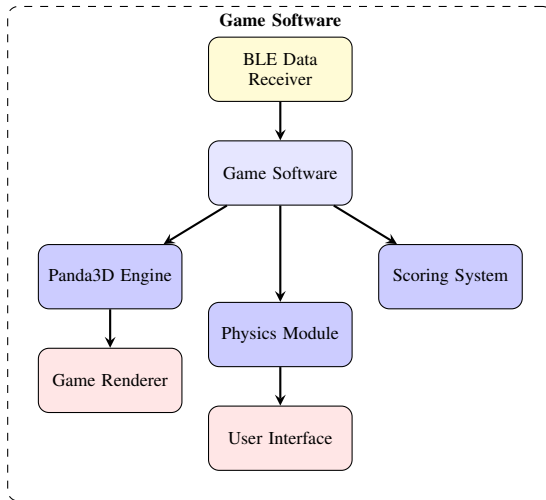 Game Software
BLE Data
Receiver
Game Software
Panda3D Engine
Scoring System
Physics Module
Game Renderer
User Interface